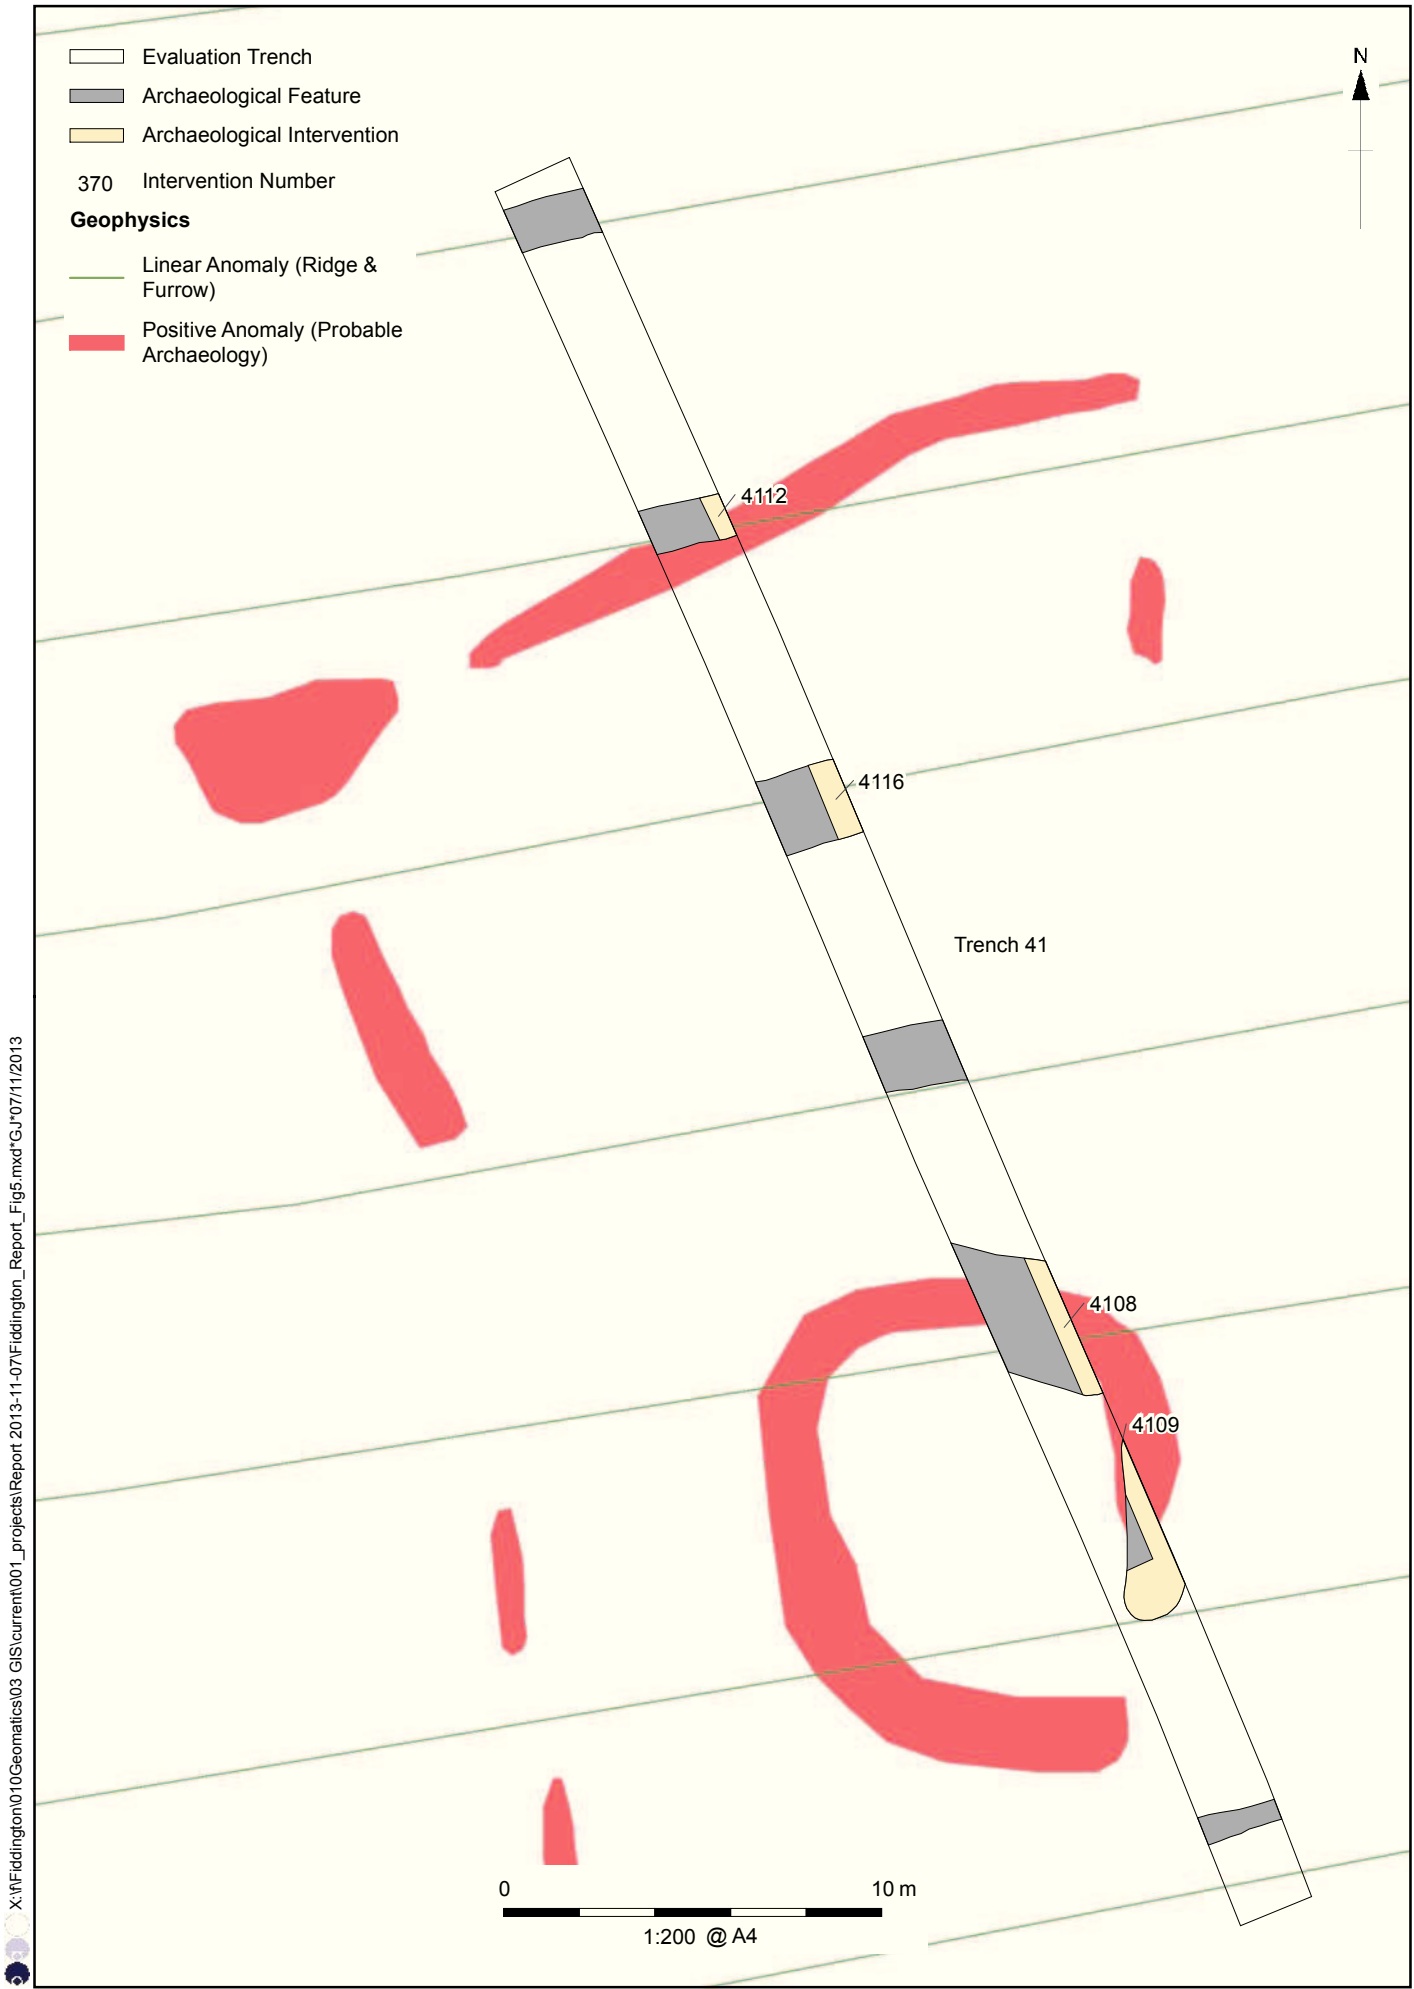 Evaluation Trench
Archaeological Feature
Archaeological Intervention
370 Intervention Number
Geophysics
Linear Anomaly (Ridge &
Furrow)
Positive Anomaly (Probable
Archaeology)
N
4112
4116
Trench 41
4108
4109
0 10 m
1:200 @ A4
X:\f\Fiddington\010Geomatics\03 GIS\current\001_projects\Report 2013-11-07\Fiddington_Report_Fig5.mxd*GJ*07/11/2013